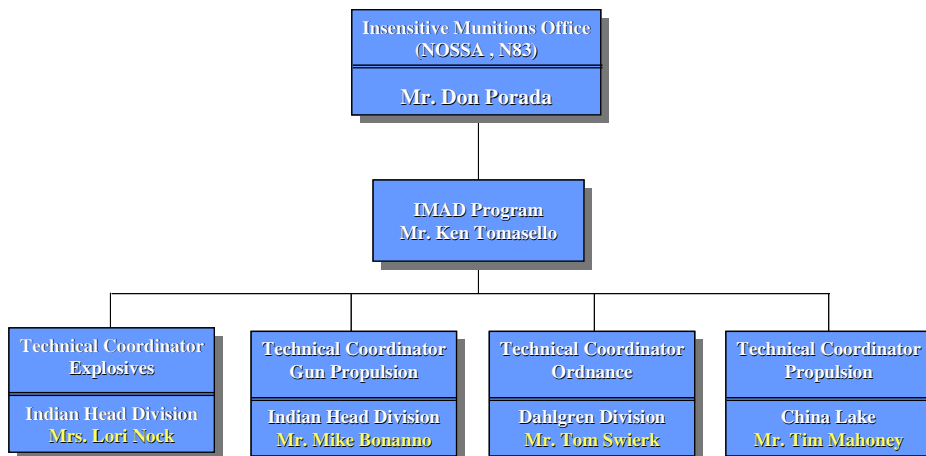 Insensitive Munitions Office
(NOSSA , N83)
Mr. Don Porada
IMAD Program
Mr. Ken Tomasello
Technical Coordinator
Explosives
Indian Head Division
Mrs. Lori Nock
Technical Coordinator
Gun Propulsion
Indian Head Division
Mr. Mike Bonanno
Technical Coordinator
Ordnance
Dahlgren Division
Mr. Tom Swierk
Technical Coordinator
Propulsion
China Lake
Mr. Tim Mahoney